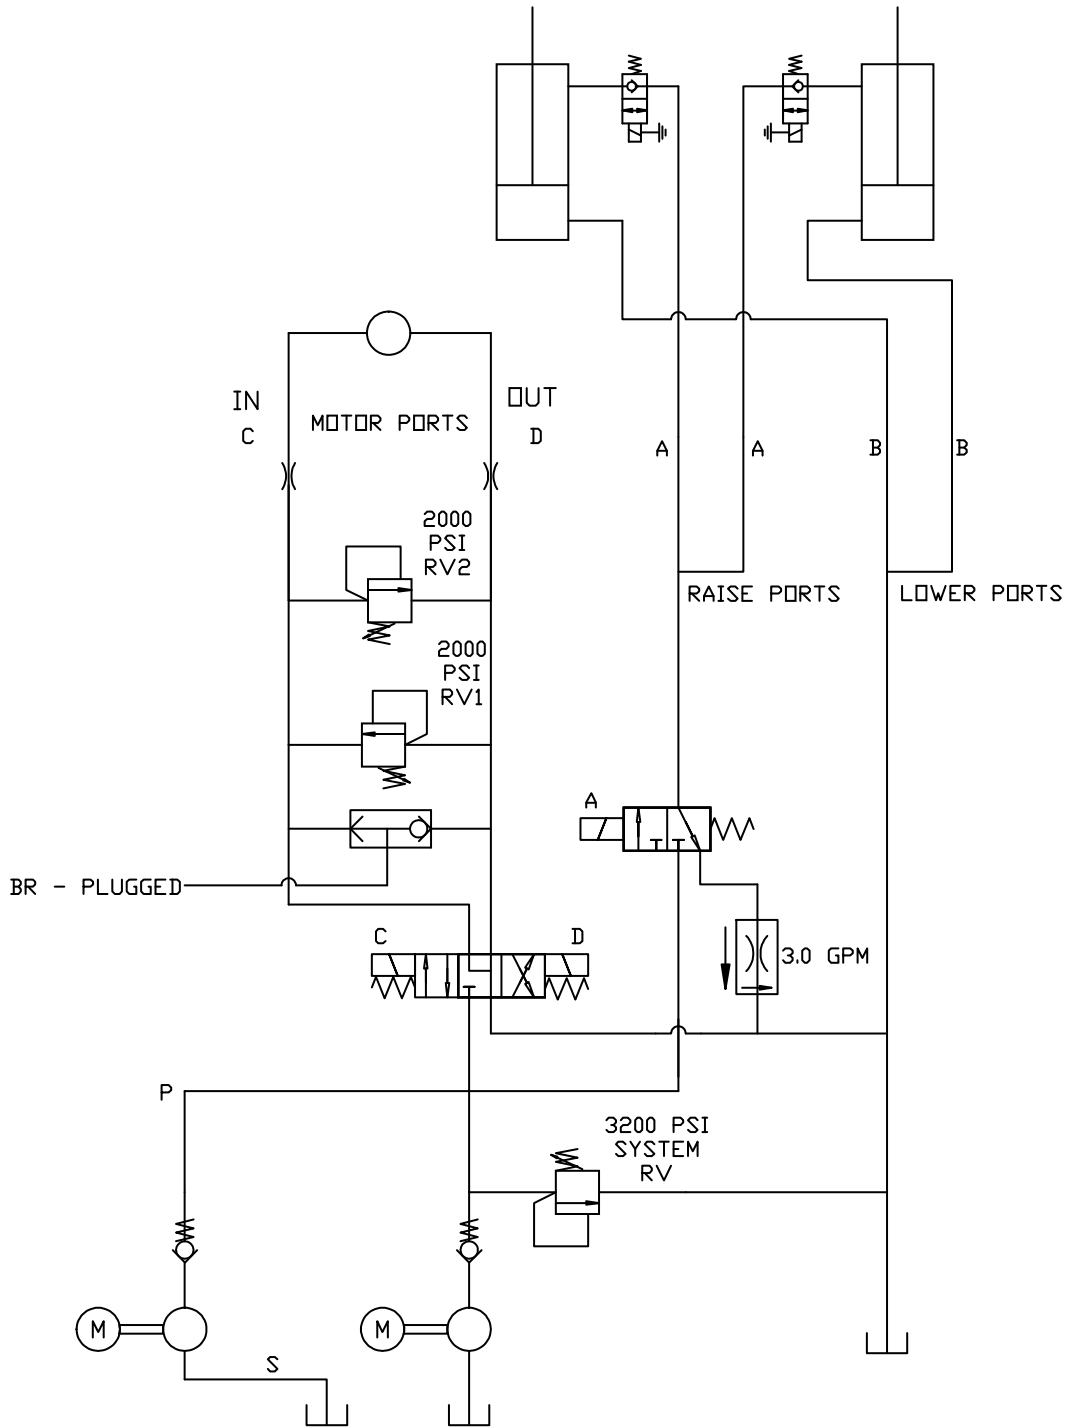 IN
OUT
C
MOTOR PORTS
D
A
A
B
B
2000
PSI
RV2
RAISE PORTS
LOWER PORTS
2000
PSI
RV1
A
BR - PLUGGED
C
D
3.0 GPM
P
3200 PSI
SYSTEM
RV
M
M
S